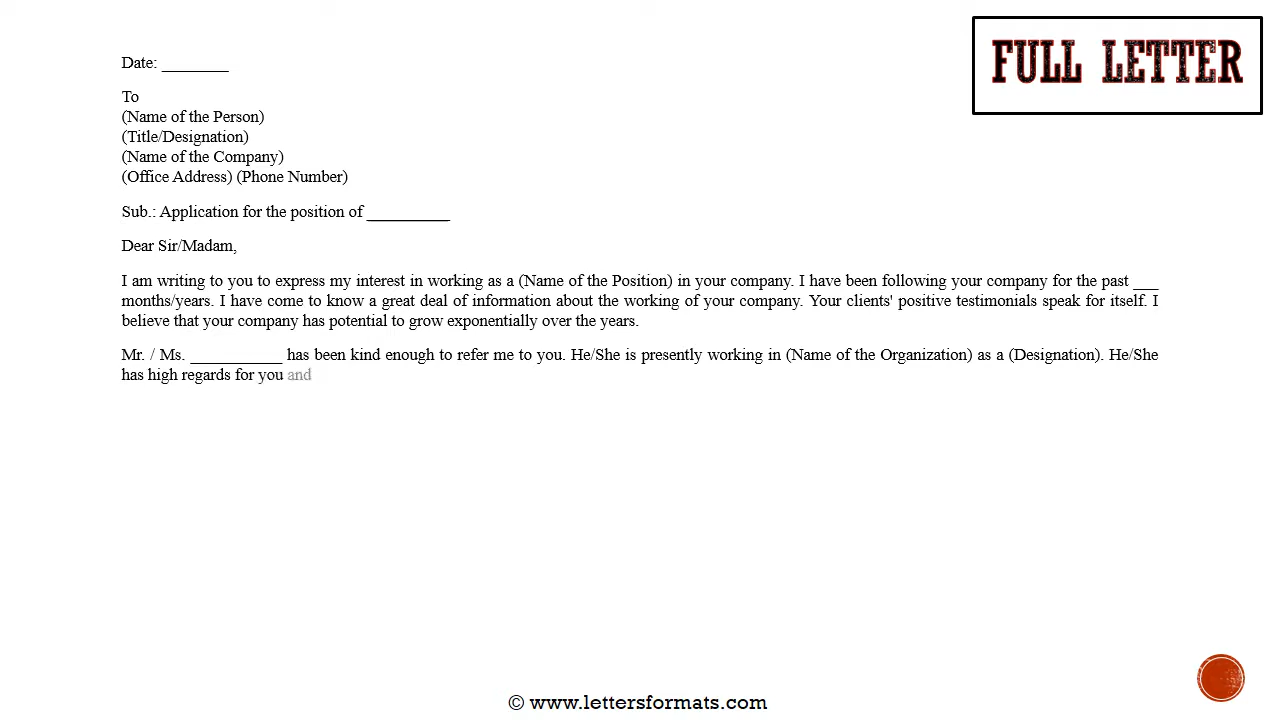 FULL LETTER
Date: ________
To
(Name of the Person)
(Title/Designation)
(Name of the Company)
(Office Address) (Phone Number)
Sub.: Application for the position of __________
Dear Sir/Madam,
I am writing to you to express my interest in working as a (Name of the Position) in your company. I have been following your company for the past ___
months/years. I have come to know a great deal of information about the working of your company. Your clients' positive testimonials speak for itself. I
believe that your company has potential to grow exponentially over the years.
Mr. / Ms. ___________ has been kind enough to refer me to you. He/She is presently working in (Name of the Organization) as a (Designation). He/She
has high regards for you and
© www.lettersformats.com